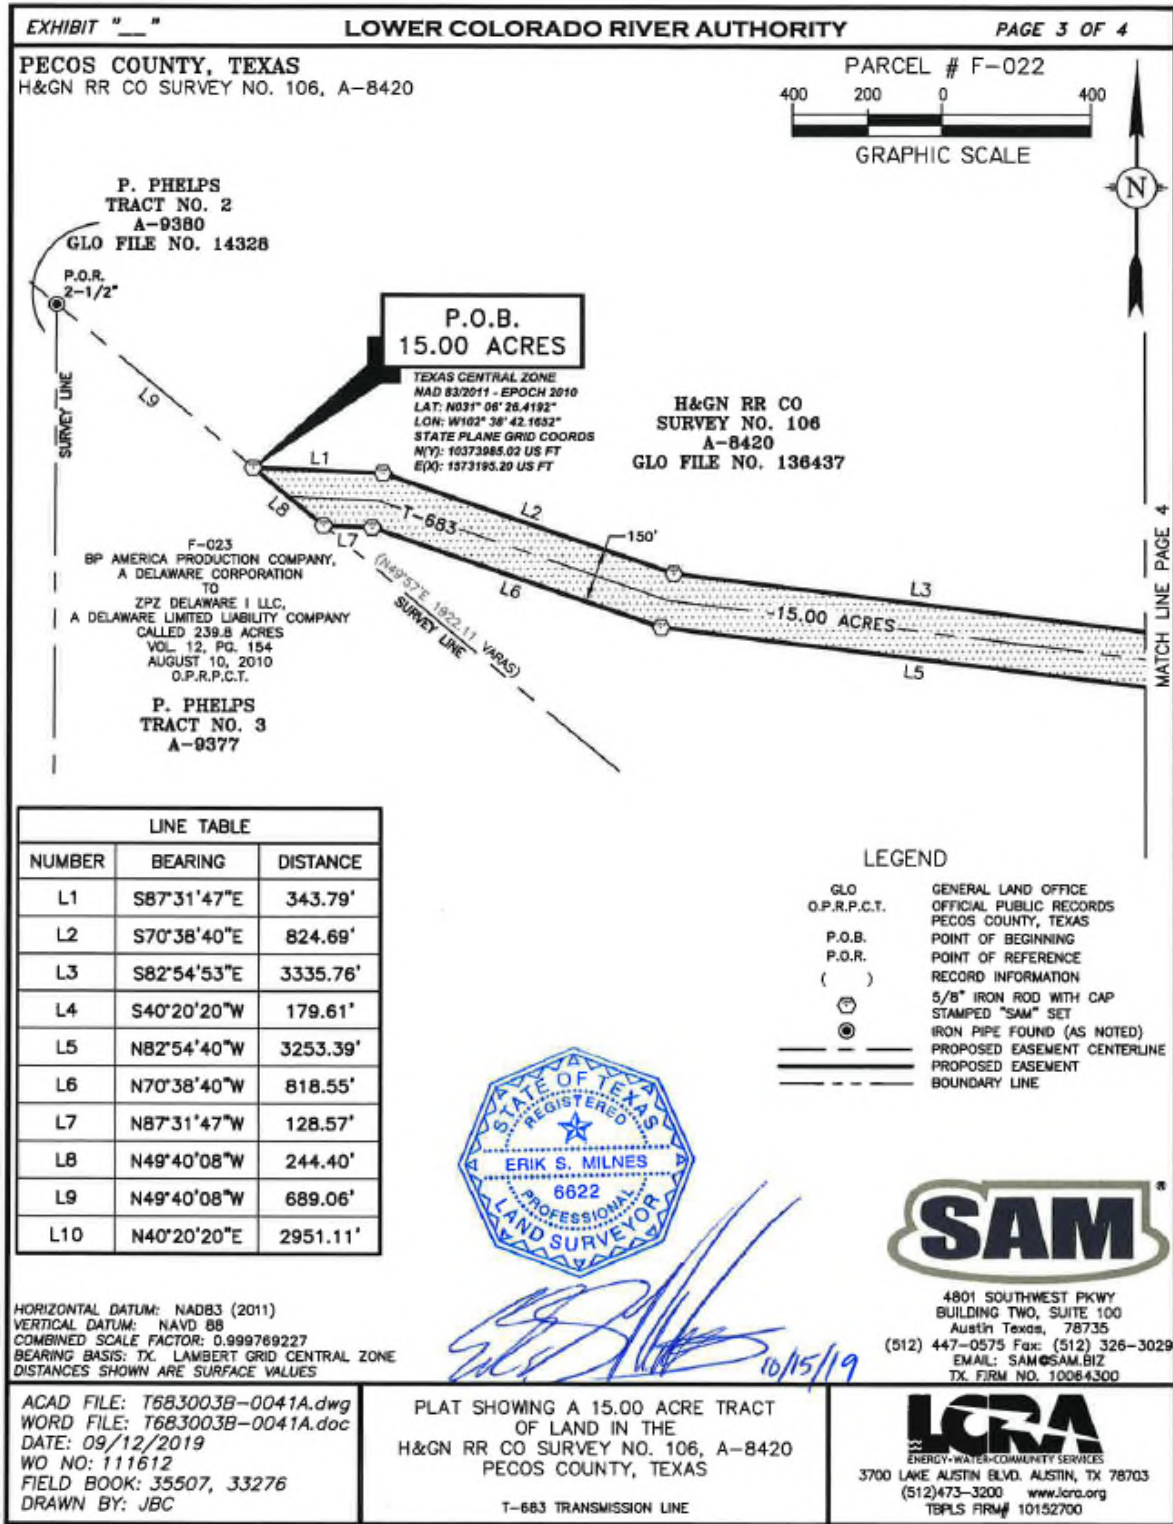 EXHIBIT "__"
LOWER COLORADO RIVER AUTHORITY
PAGE 3 OF 4
PECOS COUNTY, TEXAS
H&GN RR CO SURVEY NO. 106, A-8420
PARCEL # F-022
400 200 0 400
GRAPHIC SCALE
N
P. PHELPS
TRACT NO. 2
A-9380
GLO FILE NO. 14328
P.O.R.
2-1/2"
SURVEY LINE
L9
P.O.B.
15.00 ACRES
TEXAS CENTRAL ZONE
NAD 83/2011 - EPOCH 2010
LAT: N031° 06' 26.4192"
LON: W102° 38' 42.1652"
STATE PLANE GRID COORDS
N(Y): 10373985.02 US FT
E(X): 1573195.20 US FT
H&GN RR CO
SURVEY NO. 106
A-8420
GLO FILE NO. 136437
L1
L2
L3
L8
L7
T-683
150'
L6
15.00 ACRES
L5
(N49°57'E 1922.11 VARAS)
SURVEY LINE
MATCH LINE PAGE 4
F-023
BP AMERICA PRODUCTION COMPANY,
A DELAWARE CORPORATION
TO
ZPZ DELAWARE I LLC,
A DELAWARE LIMITED LIABILITY COMPANY
CALLED 239.8 ACRES
VOL. 12, PG. 154
AUGUST 10, 2010
O.P.R.P.C.T.
P. PHELPS
TRACT NO. 3
A-9377
LINE TABLE
NUMBER BEARING DISTANCE
L1 S87°31'47"E 343.79'
L2 S70°38'40"E 824.69'
L3 S82°54'53"E 3335.76'
L4 S40°20'20"W 179.61'
L5 N82°54'40"W 3253.39'
L6 N70°38'40"W 818.55'
L7 N87°31'47"W 128.57'
L8 N49°40'08"W 244.40'
L9 N49°40'08"W 689.06'
L10 N40°20'20"E 2951.11'
LEGEND
GLO GENERAL LAND OFFICE
O.P.R.P.C.T. OFFICIAL PUBLIC RECORDS
PECOS COUNTY, TEXAS
P.O.B. POINT OF BEGINNING
P.O.R. POINT OF REFERENCE
( ) RECORD INFORMATION
5/8" IRON ROD WITH CAP
STAMPED "SAM" SET
IRON PIPE FOUND (AS NOTED)
PROPOSED EASEMENT CENTERLINE
PROPOSED EASEMENT
BOUNDARY LINE
STATE OF TEXAS
REGISTERED
ERIK S. MILNES
6622
PROFESSIONAL
LAND SURVEYOR
10/15/19
SAM®
4801 SOUTHWEST PKWY
BUILDING TWO, SUITE 100
Austin Texas, 78735
(512) 447-0575 Fax: (512) 326-3029
EMAIL: SAM@SAM.BIZ
TX. FIRM NO. 10064300
HORIZONTAL DATUM: NAD83 (2011)
VERTICAL DATUM: NAVD 88
COMBINED SCALE FACTOR: 0.999769227
BEARING BASIS: TX. LAMBERT GRID CENTRAL ZONE
DISTANCES SHOWN ARE SURFACE VALUES
ACAD FILE: T683003B-0041A.dwg
WORD FILE: T683003B-0041A.doc
DATE: 09/12/2019
WO NO: 111612
FIELD BOOK: 35507, 33276
DRAWN BY: JBC
PLAT SHOWING A 15.00 ACRE TRACT
OF LAND IN THE
H&GN RR CO SURVEY NO. 106, A-8420
PECOS COUNTY, TEXAS
T-683 TRANSMISSION LINE
LCRA
ENERGY•WATER•COMMUNITY SERVICES
3700 LAKE AUSTIN BLVD. AUSTIN, TX 78703
(512)473-3200 www.lcra.org
TBPLS FIRM# 10152700